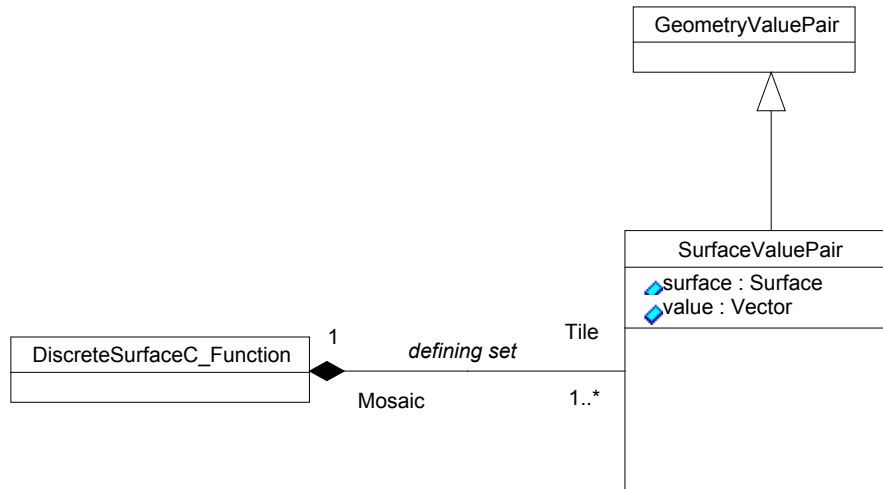 GeometryValuePair
SurfaceValuePair
surface : Surface
value : Vector
DiscreteSurfaceC_Function
1
defining set
Tile
Mosaic
1..*